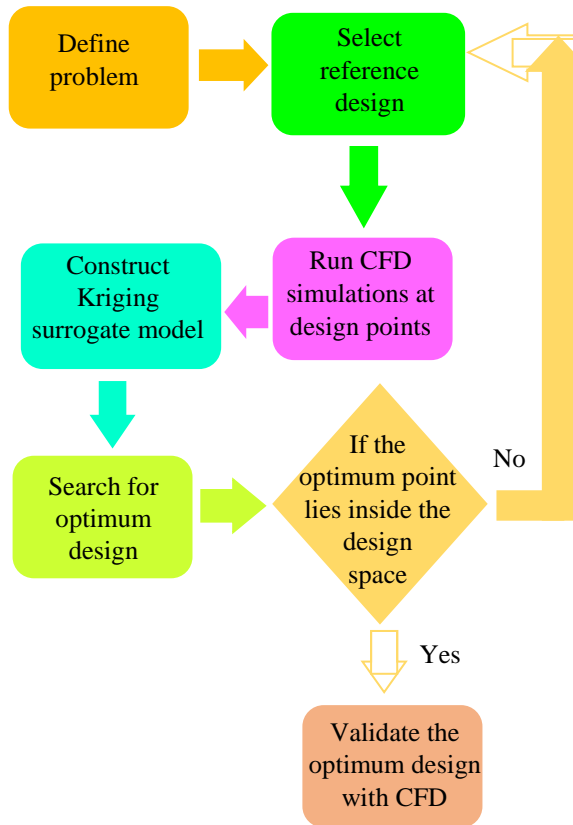 Define
problem
Select
reference
design
Run CFD
simulations at
design points
Construct
Kriging
surrogate model
Search for
optimum
design
If the
optimum point
lies inside the
design
space
No
Yes
Validate the
optimum design
with CFD